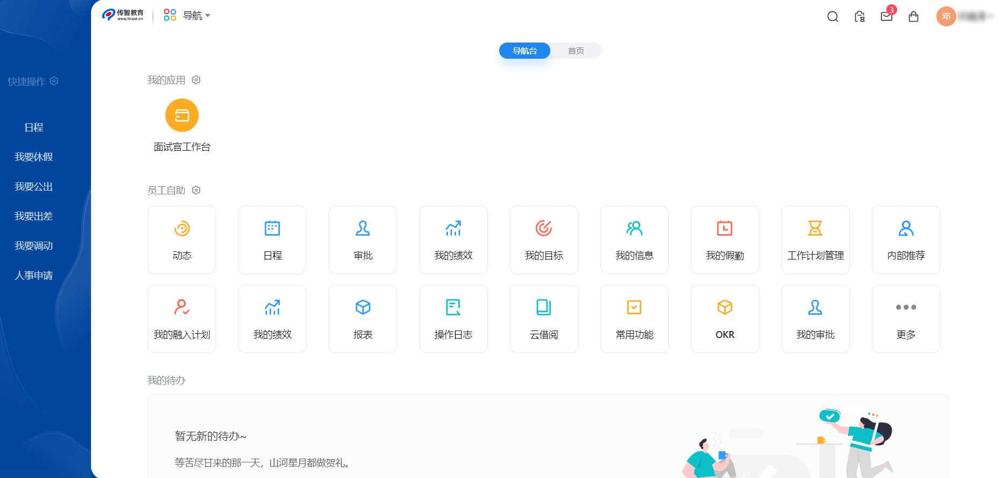 传智教育
www.itcast.cn
导航
3
邓
导航台
首页
快捷操作
日程
我要休假
我要公出
我要出差
我要调动
人事申请
我的应用
面试官工作台
员工自助
动态
日程
审批
我的绩效
我的目标
我的信息
我的假勤
工作计划管理
内部推荐
我的融入计划
我的绩效
报表
操作日志
云借阅
常用功能
OKR
我的审批
更多
我的待办
暂无新的待办~
等苦尽甘来的那一天，山河星月都做贺礼。